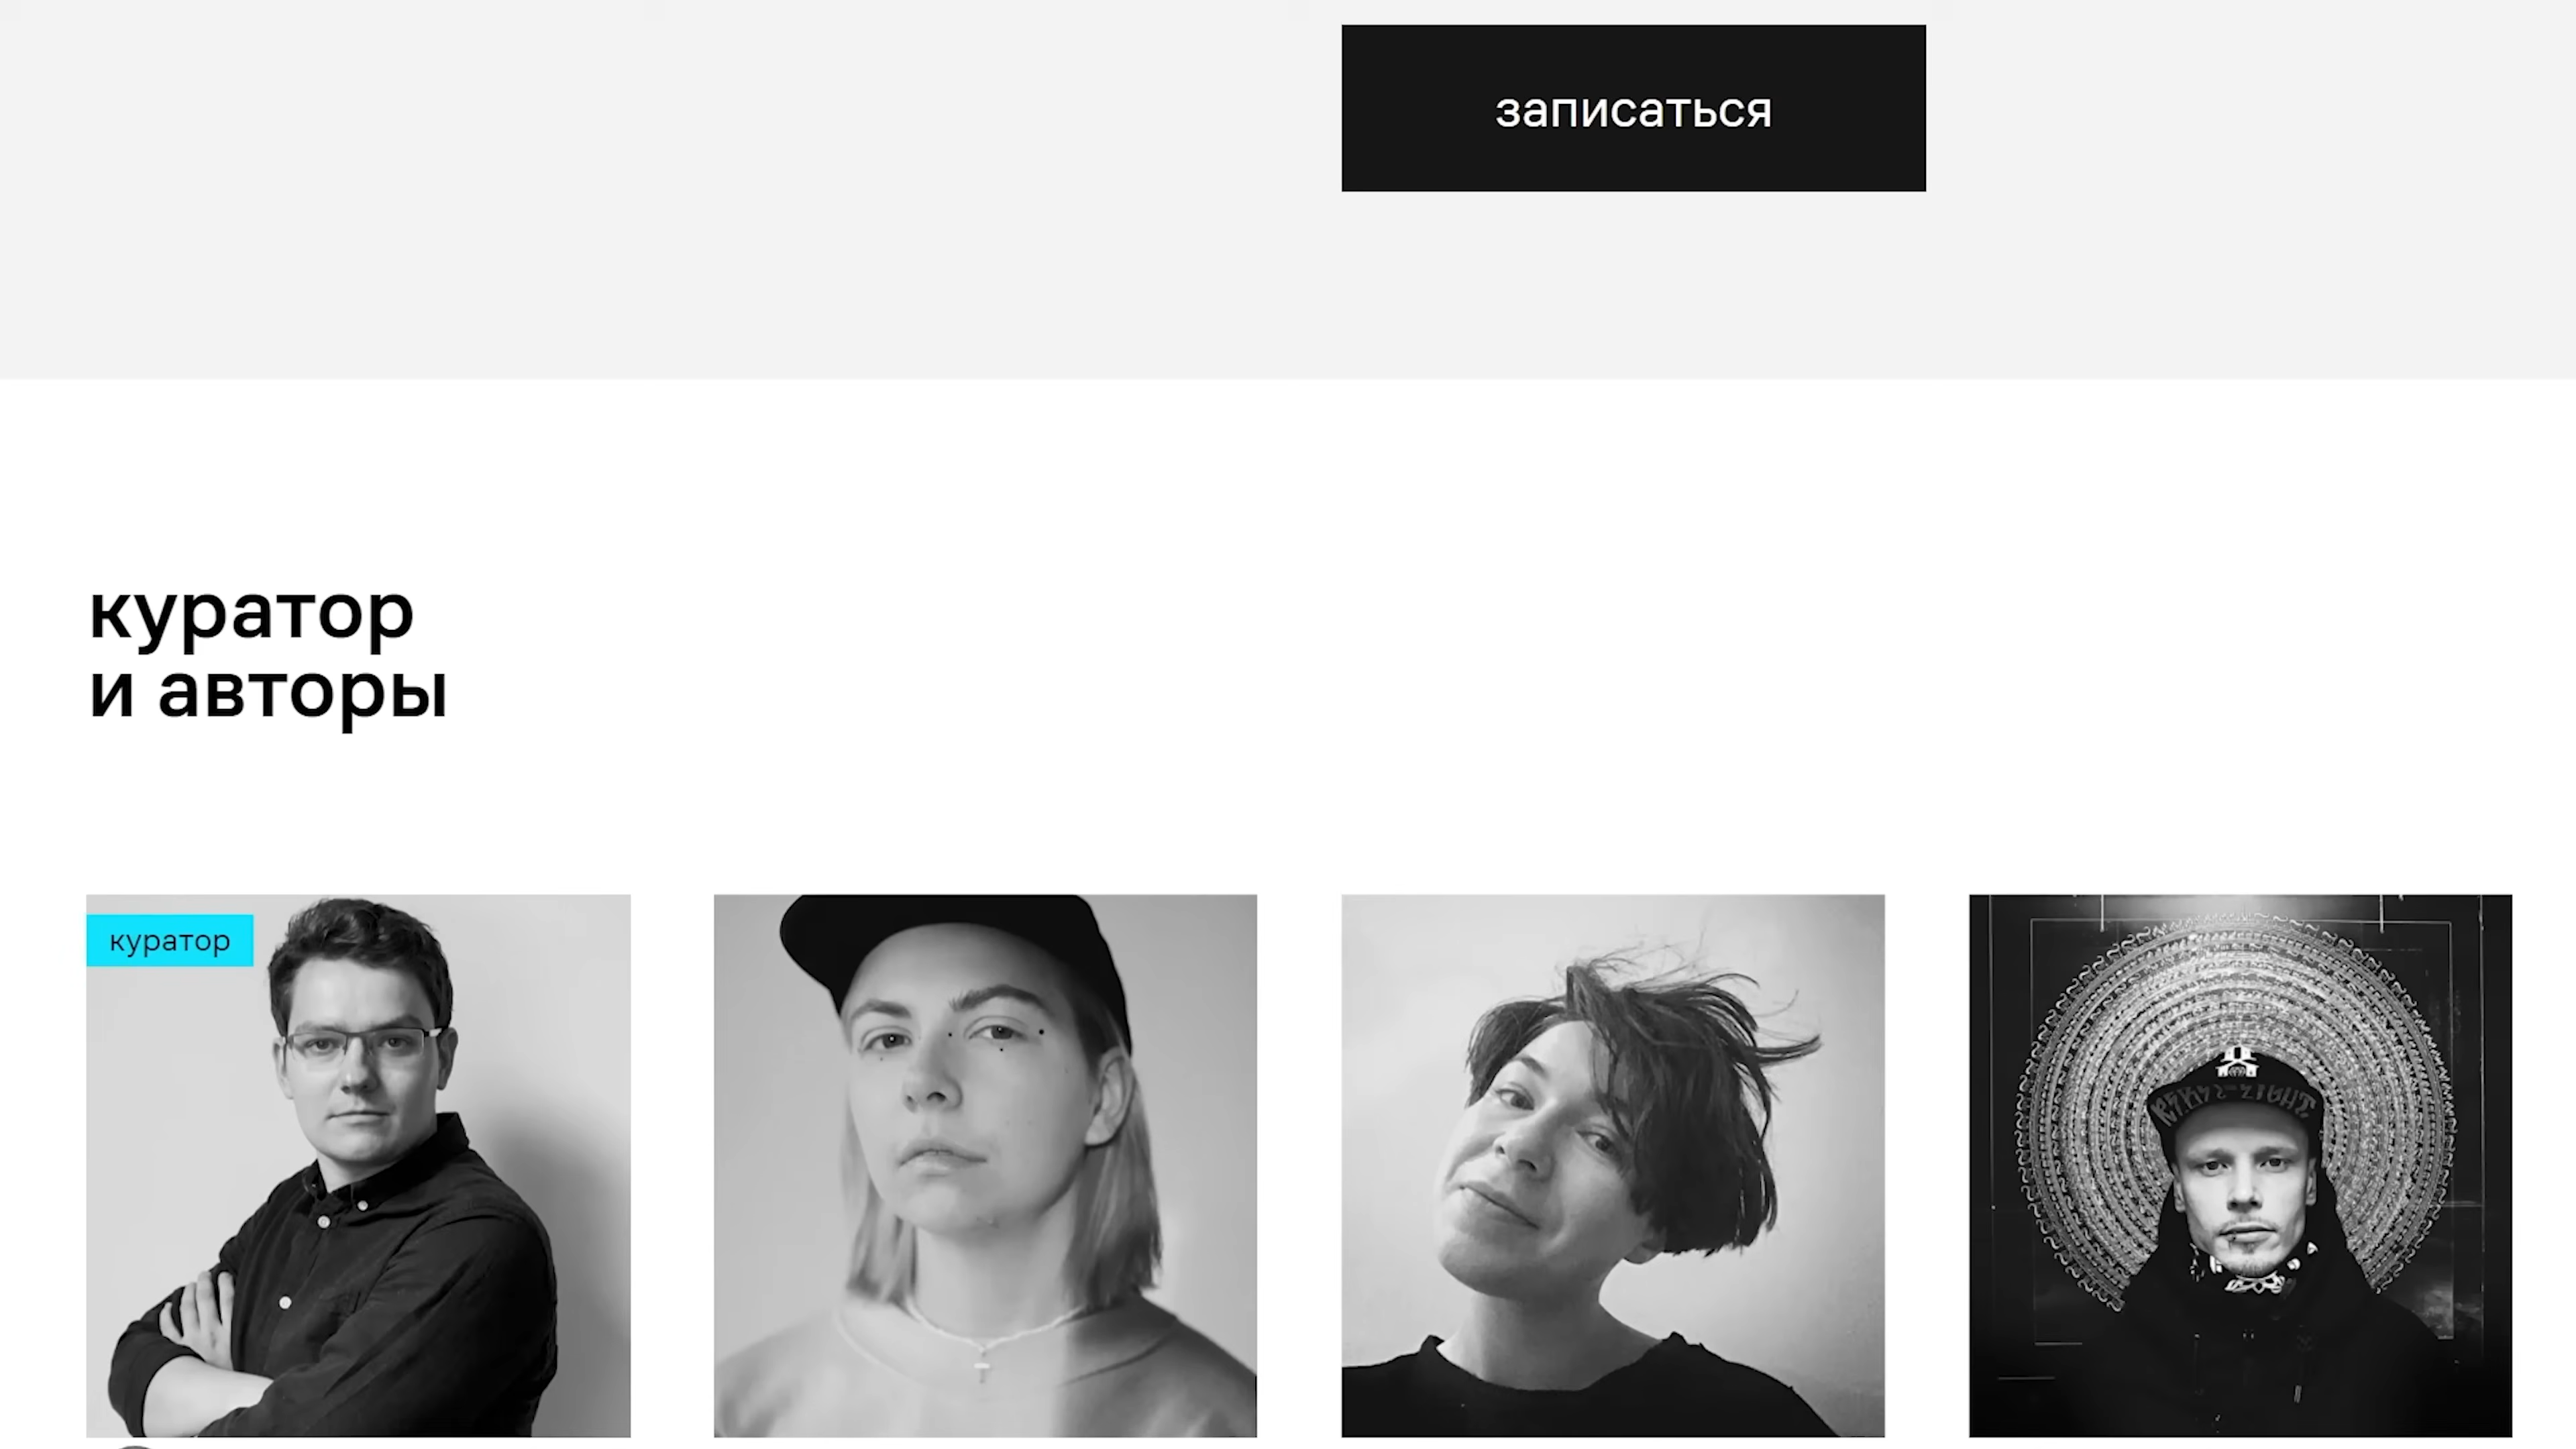 записаться
куратор
и авторы
куратор